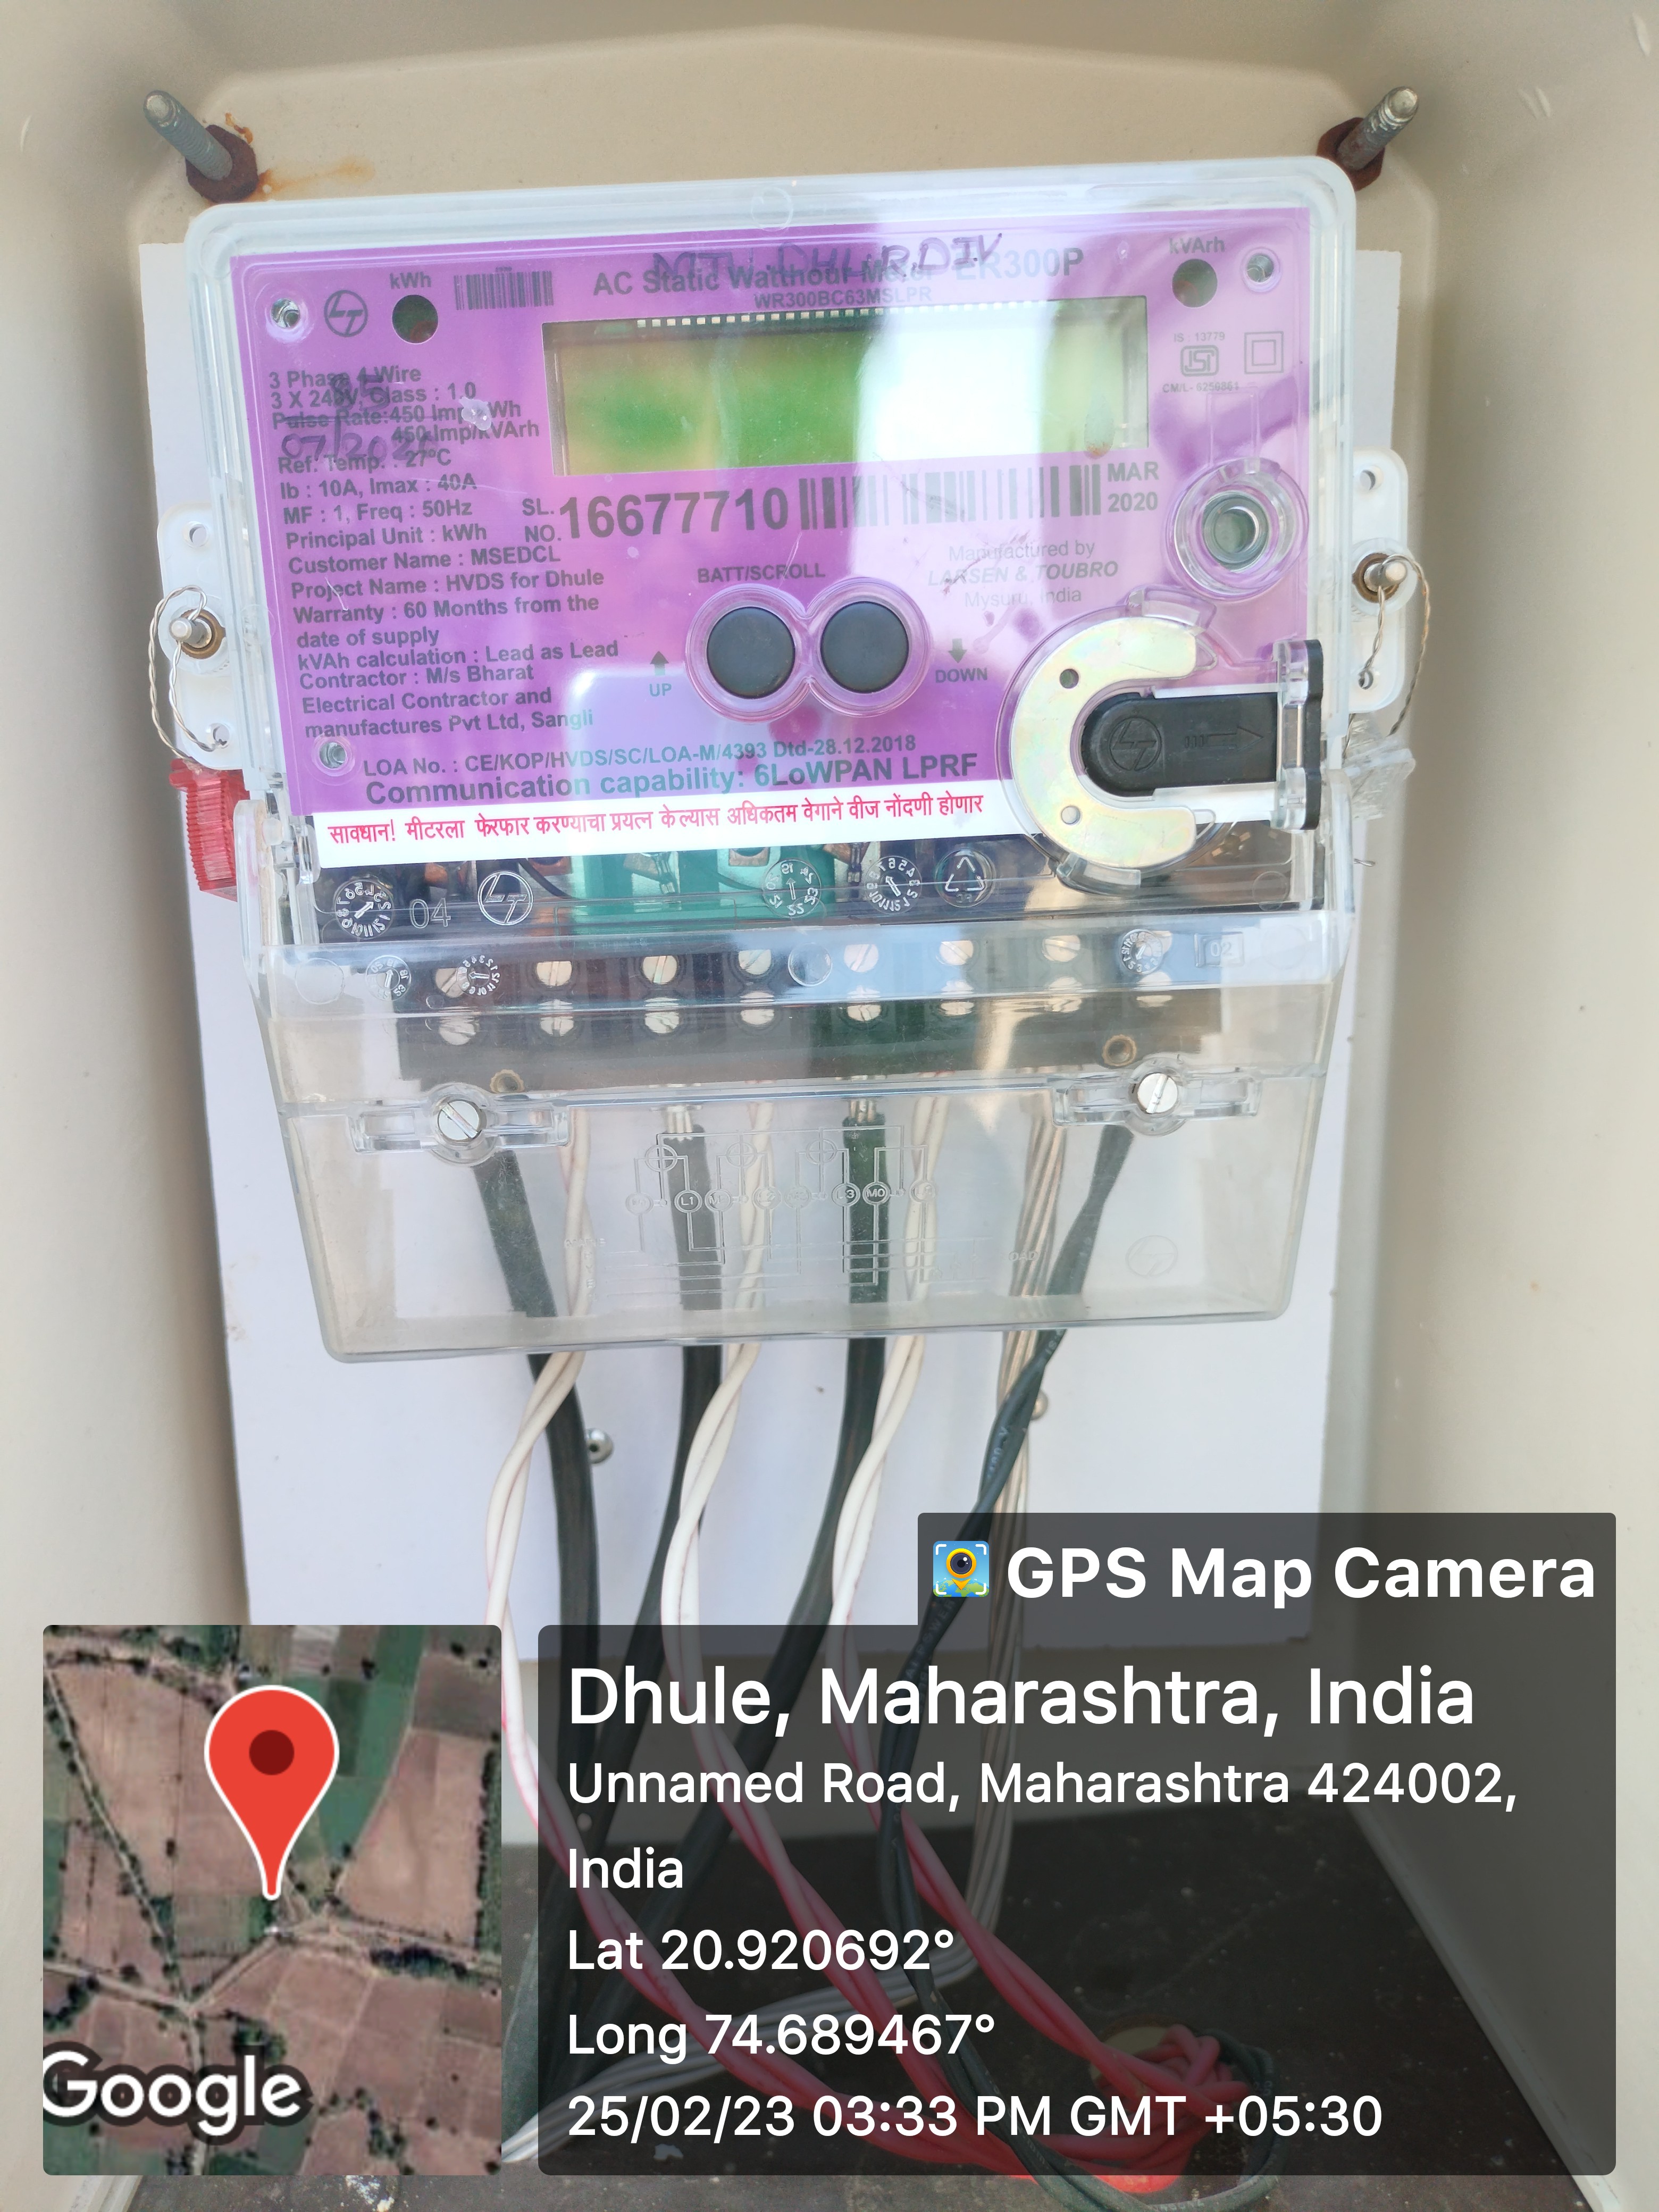 kWh
AC Static Watthour Meter ER300P
WR300BC63MSLPR
kVArh
IS : 13779
ISI
CM/L- 6256861
3 Phase 4 Wire
3 X 240V, Class : 1.0
Pulse Rate:450 Imp/kWh
450 Imp/kVArh
07/202
Ref. Temp. : 27°C
Ib : 10A, Imax : 40A
MF : 1, Freq : 50Hz
Principal Unit : kWh
Customer Name : MSEDCL
Project Name : HVDS for Dhule
Warranty : 60 Months from the
date of supply
kVAh calculation : Lead as Lead
Contractor : M/s Bharat
Electrical Contractor and
manufactures Pvt Ltd, Sangli
SL. NO. 16677710
MAR
2020
Manufactured by
LARSEN & TOUBRO
Mysuru, India
BATT/SCROLL
UP
DOWN
LOA No. : CE/KOP/HVDS/SC/LOA-M/4393 Dtd-28.12.2018
Communication capability: 6LoWPAN LPRF
सावधान! मीटरला फेरफार करण्याचा प्रयत्न केल्यास अधिकतम वेगाने वीज नोंदणी होणार
04
02
L1
L3
M0
GPS Map Camera
Dhule, Maharashtra, India
Unnamed Road, Maharashtra 424002,
India
Lat 20.920692°
Long 74.689467°
25/02/23 03:33 PM GMT +05:30
Google